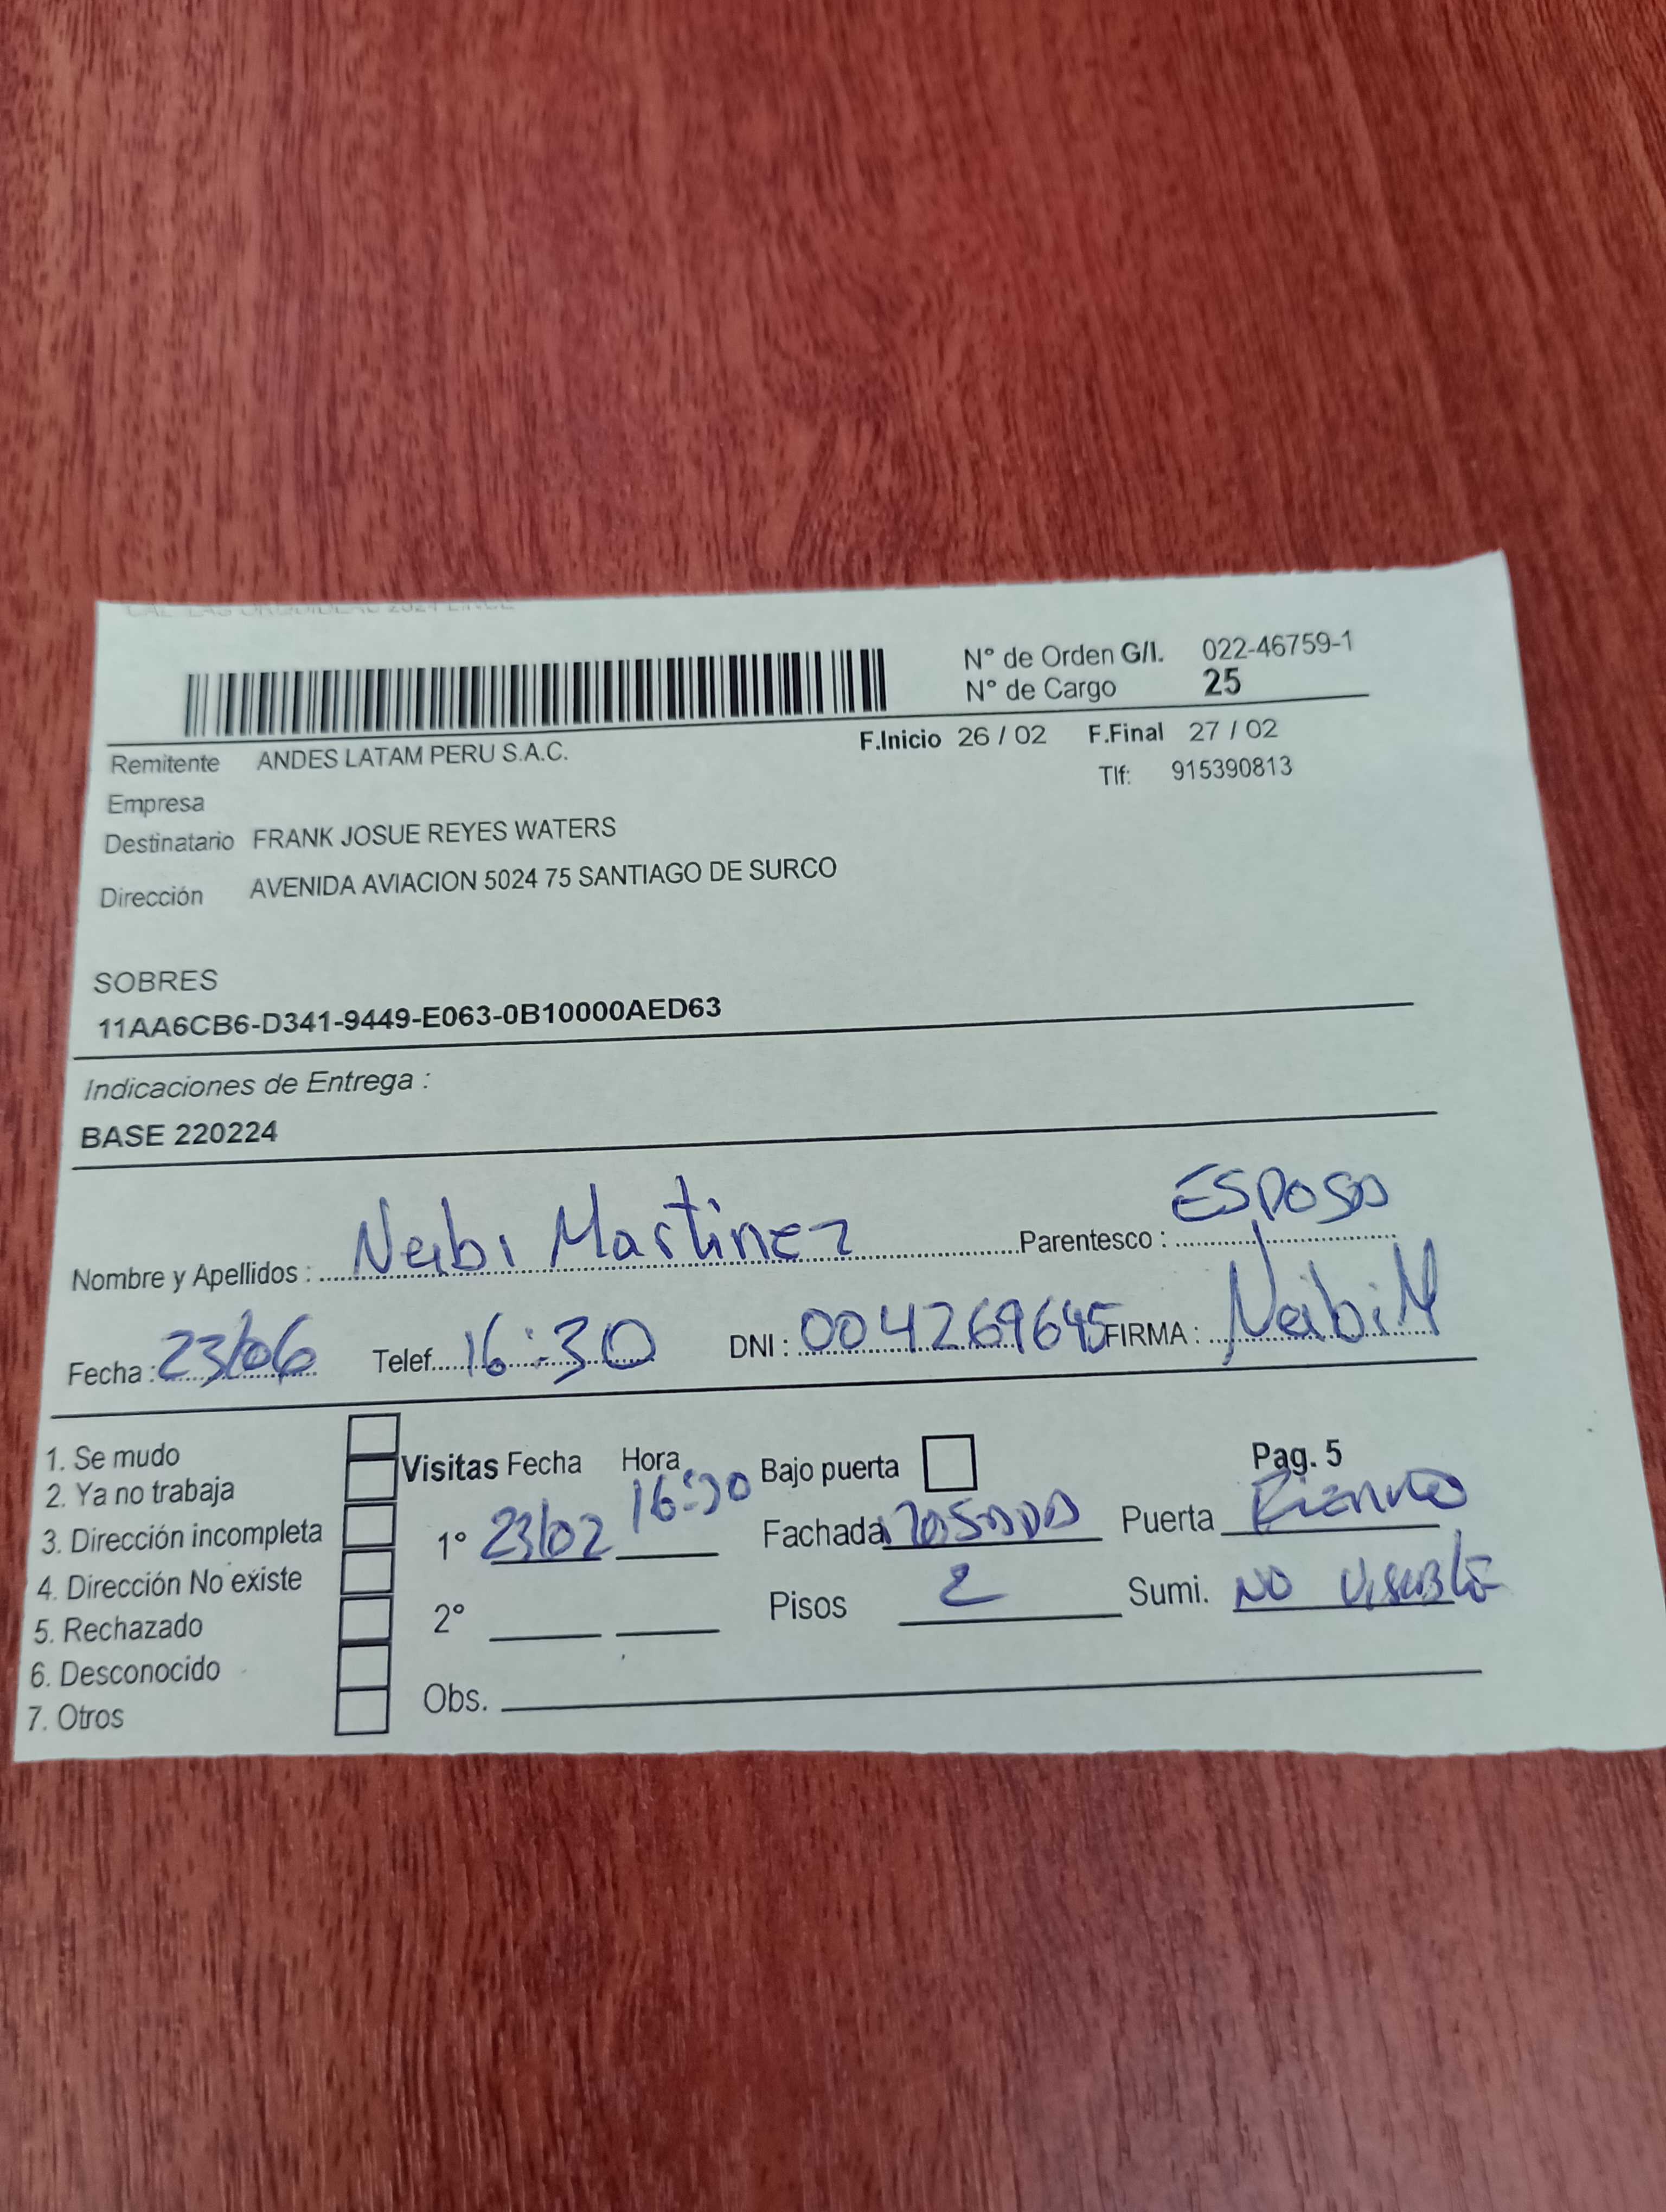 N° de Orden G/I. 022-46759-1
N° de Cargo 25
Remitente ANDES LATAM PERU S.A.C. F.Inicio 26 / 02 F.Final 27 / 02
Empresa Tlf: 915390813
Destinatario FRANK JOSUE REYES WATERS
Dirección AVENIDA AVIACION 5024 75 SANTIAGO DE SURCO
SOBRES
11AA6CB6-D341-9449-E063-0B10000AED63
Indicaciones de Entrega :
BASE 220224
Nombre y Apellidos : Neibi Martinez Parentesco : ESPOSO
Fecha : 23/06 Telef. 16:30 DNI : 004269645 FIRMA : Neibi M
1. Se mudo
2. Ya no trabaja
3. Dirección incompleta
4. Dirección No existe
5. Rechazado
6. Desconocido
7. Otros
Visitas Fecha Hora Bajo puerta Pag. 5
1° 23/02 16:30 Fachada Puerta
2° Pisos 2 Sumi. NO VISIBLE
Obs.